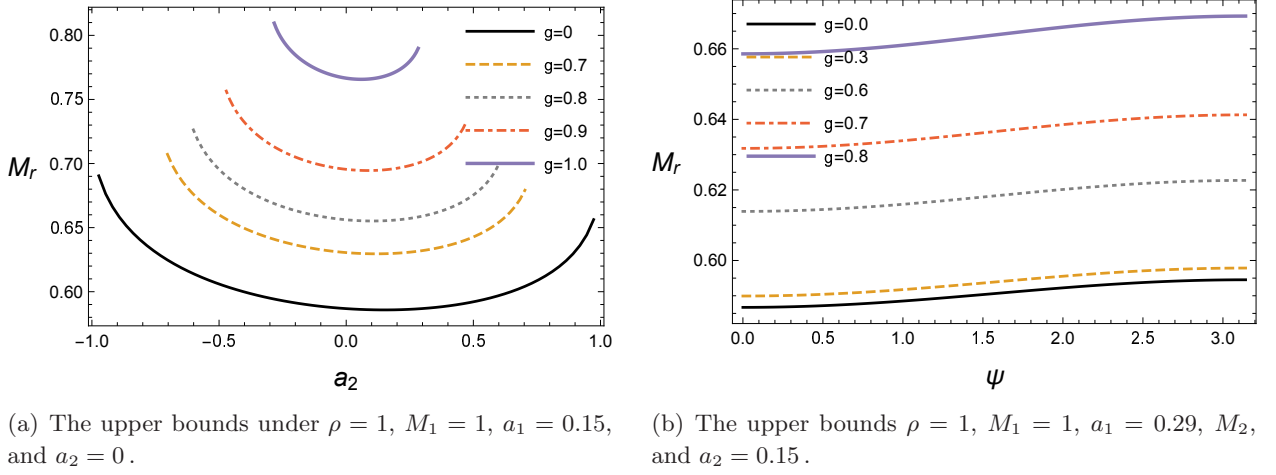 0.80
0.75
0.70
0.65
0.60
M_r
−1.0 −0.5 0.0 0.5 1.0
a_2
g=0
g=0.7
g=0.8
g=0.9
g=1.0
(a) The upper bounds under ρ = 1, M_1 = 1, a_1 = 0.15,
and a_2 = 0 .
0.66
0.64
0.62
0.60
M_r
0.0 0.5 1.0 1.5 2.0 2.5 3.0
ψ
g=0.0
g=0.3
g=0.6
g=0.7
g=0.8
(b) The upper bounds ρ = 1, M_1 = 1, a_1 = 0.29, M_2,
and a_2 = 0.15 .